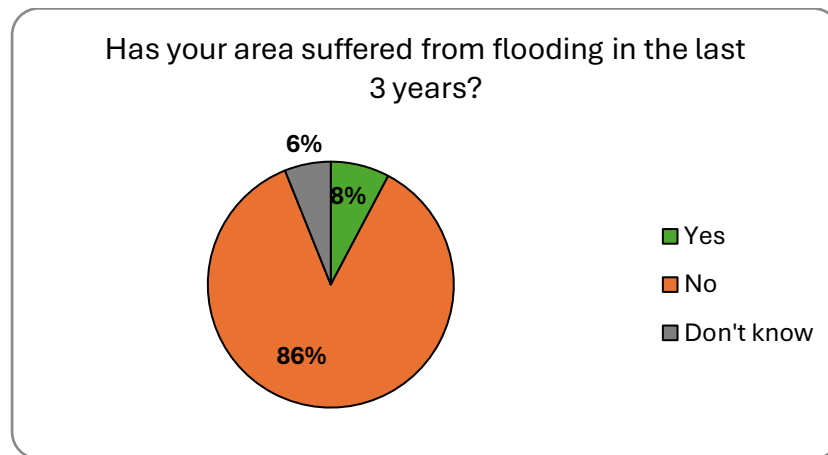 Has your area suffered from flooding in the last
3 years?
6%
8%
86%
Yes
No
Don't know